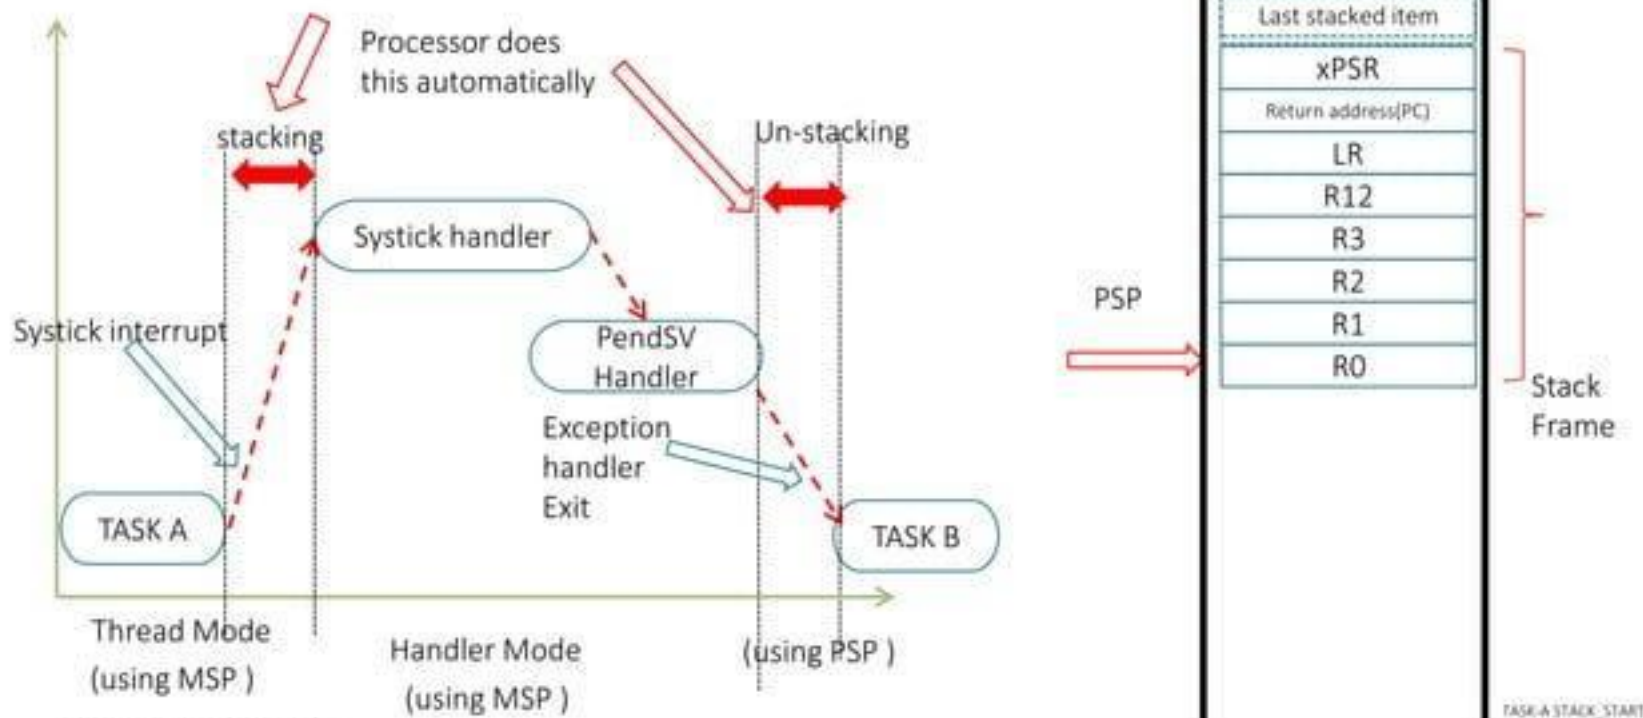 Processor does
this automatically
stacking
Un-stacking
Systick handler
Systick interrupt
PendSV
Handler
Exception
handler
Exit
TASK A
TASK B
Thread Mode
(using MSP )
Handler Mode
(using MSP )
(using PSP )
Last stacked item
xPSR
Return address(PC)
LR
R12
R3
R2
R1
R0
PSP
Stack
Frame
TASK-A STACK_START